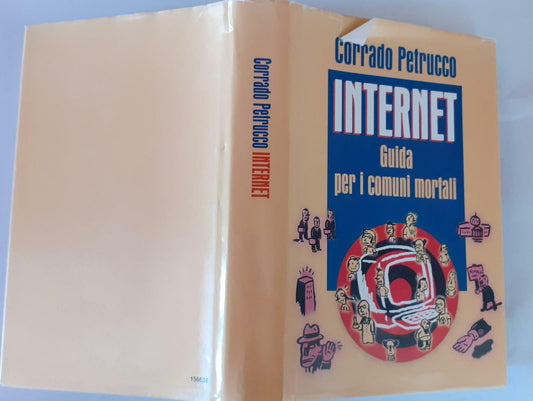 Corrado Petrucco
INTERNET
Guida
per i comuni mortali
Corrado Petrucco INTERNET